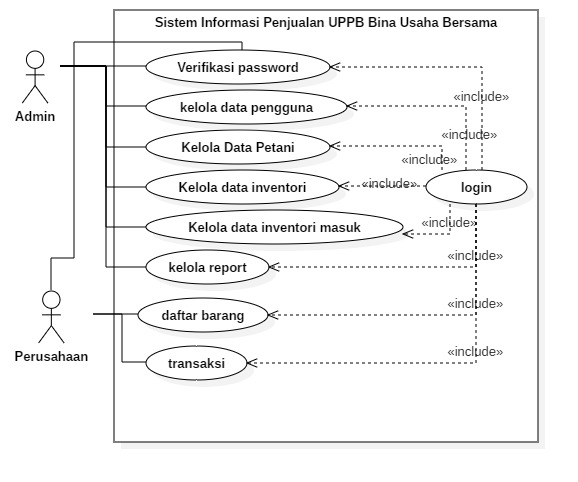 Sistem Informasi Penjualan UPPB Bina Usaha Bersama
Verifikasi password
«include»
kelola data pengguna
Admin
«include»
Kelola Data Petani
«include»
Kelola data inventori
«include»
login
Kelola data inventori masuk
«include»
kelola report
«include»
daftar barang
«include»
Perusahaan
transaksi
«include»